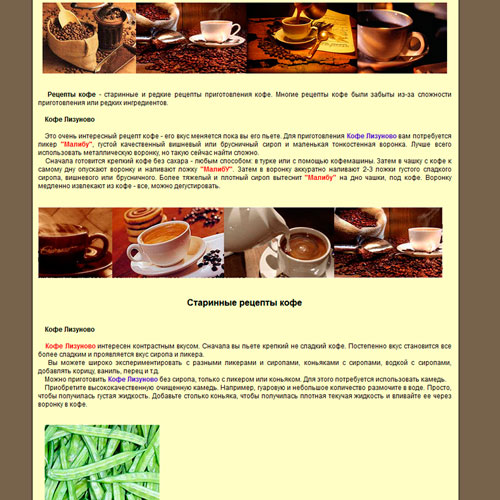 Рецепты кофе - старинные и редкие рецепты приготовления кофе. Многие рецепты кофе были забыты из-за сложности
приготовления или редких ингредиентов.
Кофе Лизуново
Это очень интересный рецепт кофе - его вкус меняется пока вы его пьете. Для приготовления Кофе Лизуново вам потребуется
ликер "Малибу", густой качественный вишневый или брусничный сироп и маленькая тонкостенная воронка. Лучше всего
использовать металлическую воронку, но такую сейчас найти сложно.
Сначала готовится крепкий кофе без сахара - любым способом: в турке или с помощью кофемашины. Затем в чашку с кофе к
самому дну опускают воронку и наливают ложку "МалибУ". Затем в воронку аккуратно наливают 2-3 ложки густого сладкого
сиропа, вишневого или брусничного. Более тяжелый и плотный сироп вытеснит "Малибу" на дно чашки, под кофе. Воронку
медленно извлекают из кофе - все, можно дегустировать.
Старинные рецепты кофе
Кофе Лизуново
Кофе Лизуново интересен контрастным вкусом. Сначала вы пьете крепкий не сладкий кофе. Постепенно вкус становится все
более сладким и проявляется вкус сиропа и ликера.
Вы можете широко экспериментировать с разными ликерами и сиропами, коньяками с сиропами, водкой с сиропами,
добавлять корицу, ваниль, перец и т.д.
Можно приготовить Кофе Лизуново без сиропа, только с ликером или коньяком. Для этого потребуется использовать камедь.
Приобретите высококачественную очищенную камедь. Например, гуаровую и небольшое количество размочите в воде. Просто,
чтобы получилась густая жидкость. Добавьте столько коньяка, чтобы получилась плотная текучая жидкость и вливайте ее через
воронку в кофе.